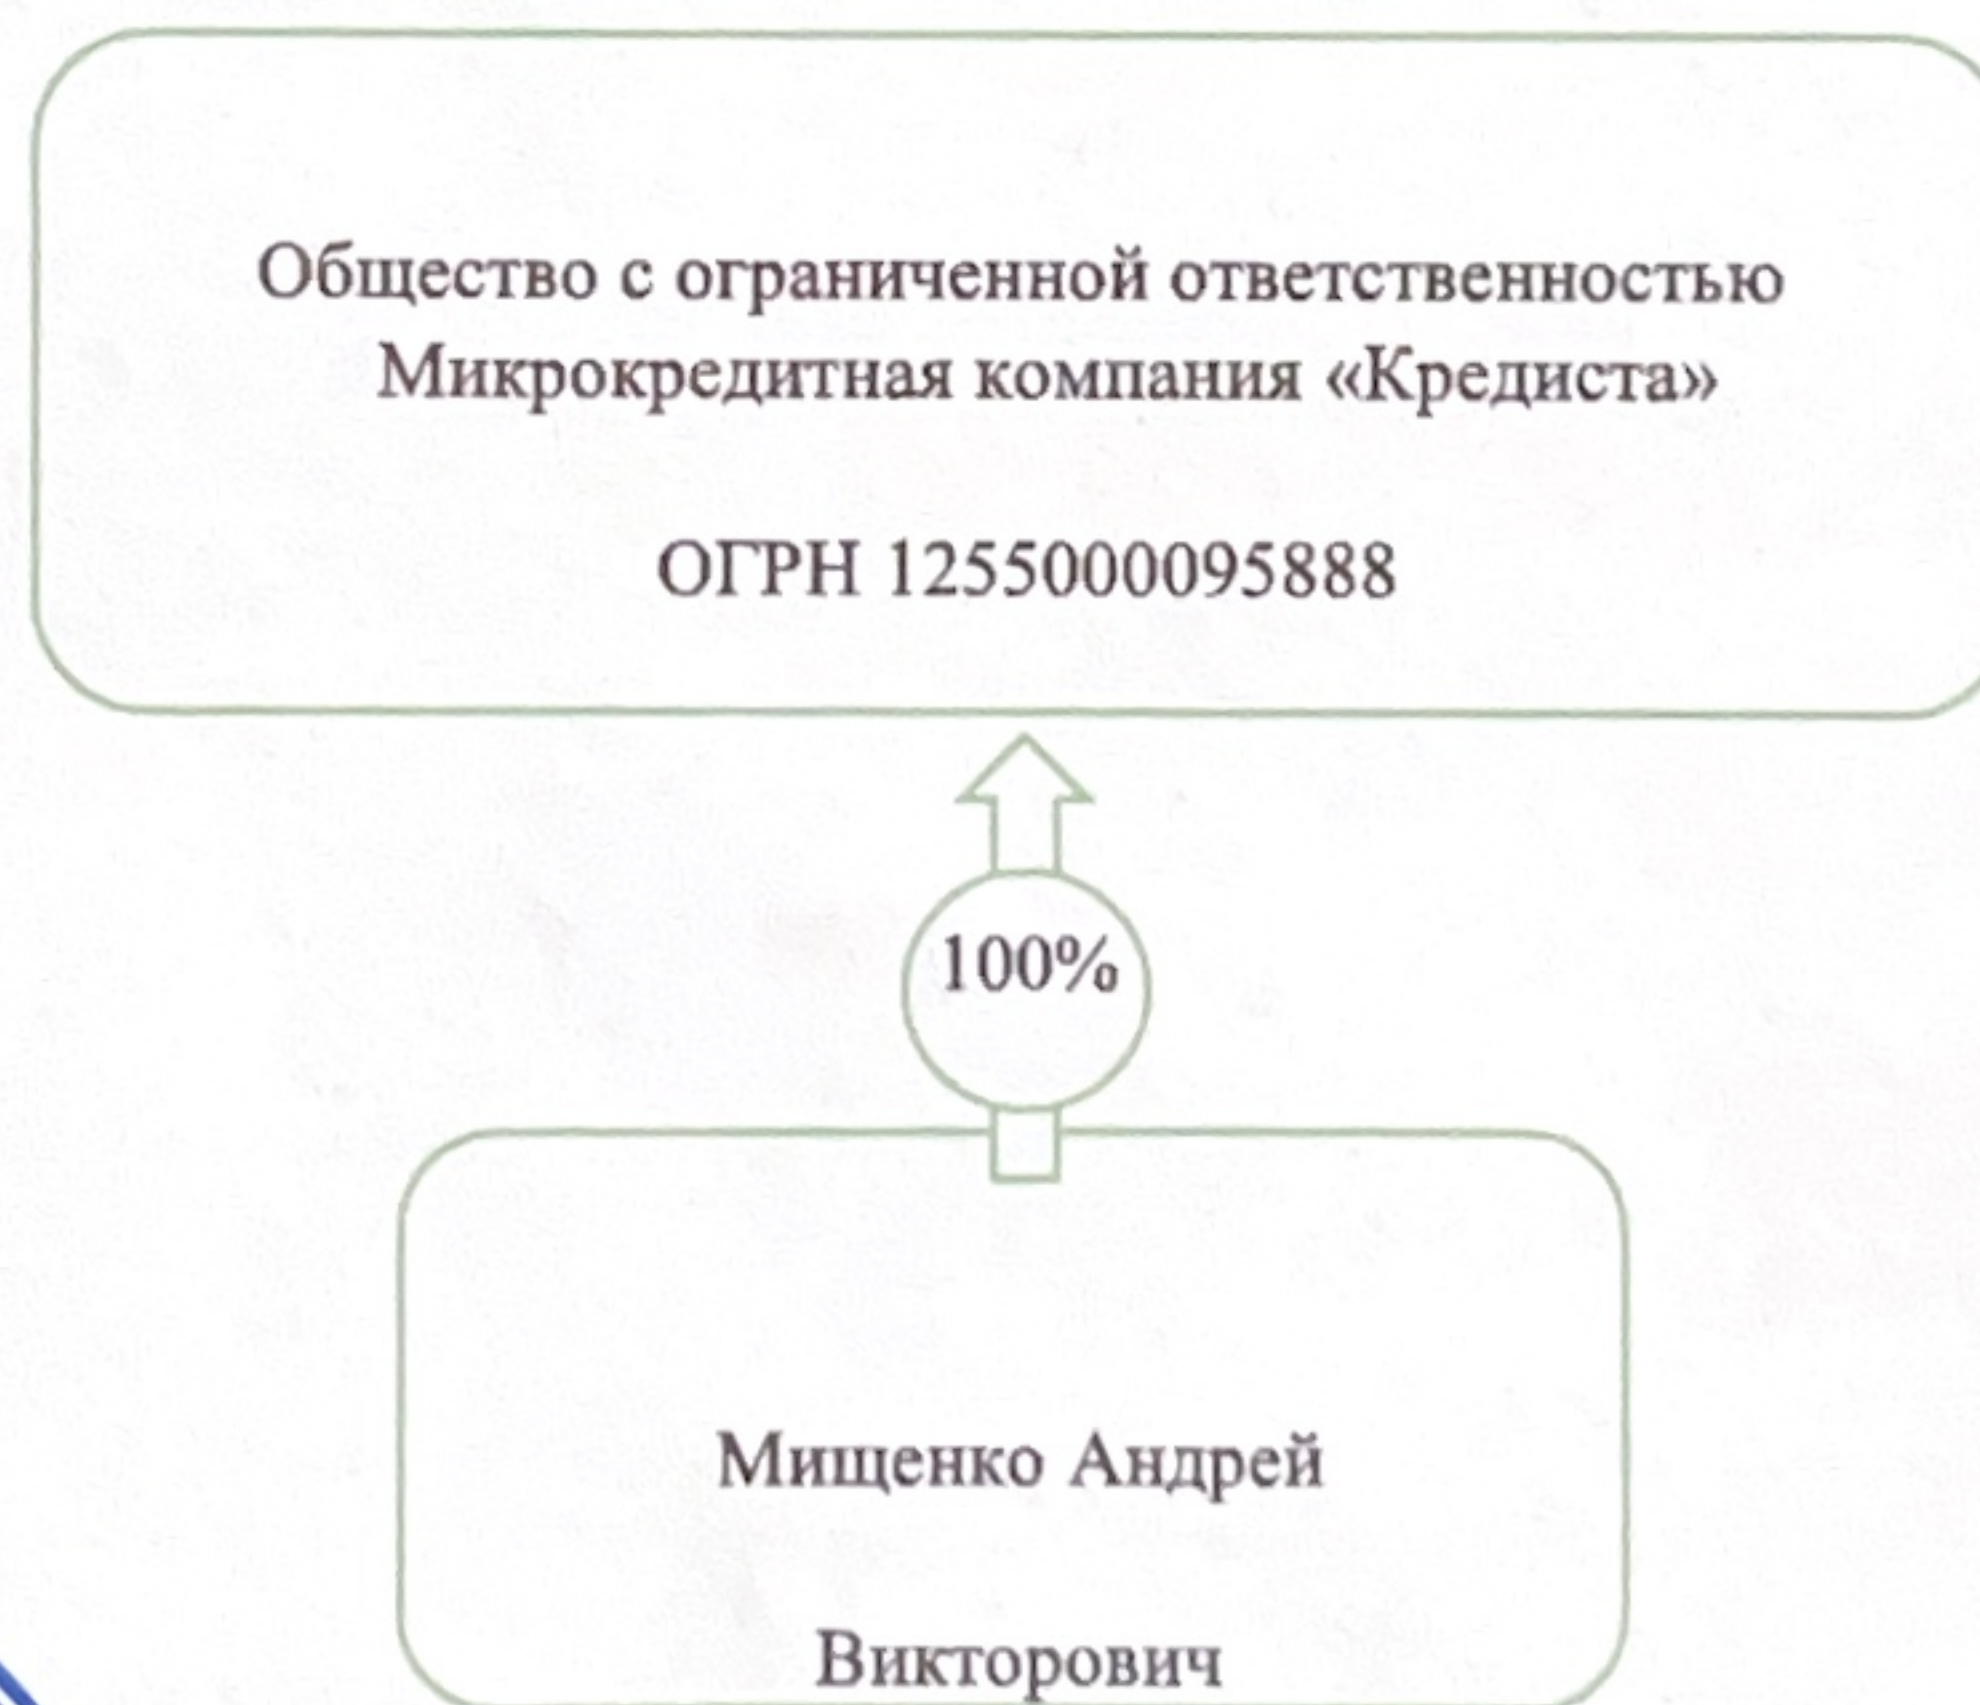 Общество с ограниченной ответственностью
Микрокредитная компания «Кредиста»
ОГРН 1255000095888
100%
Мищенко Андрей
Викторович